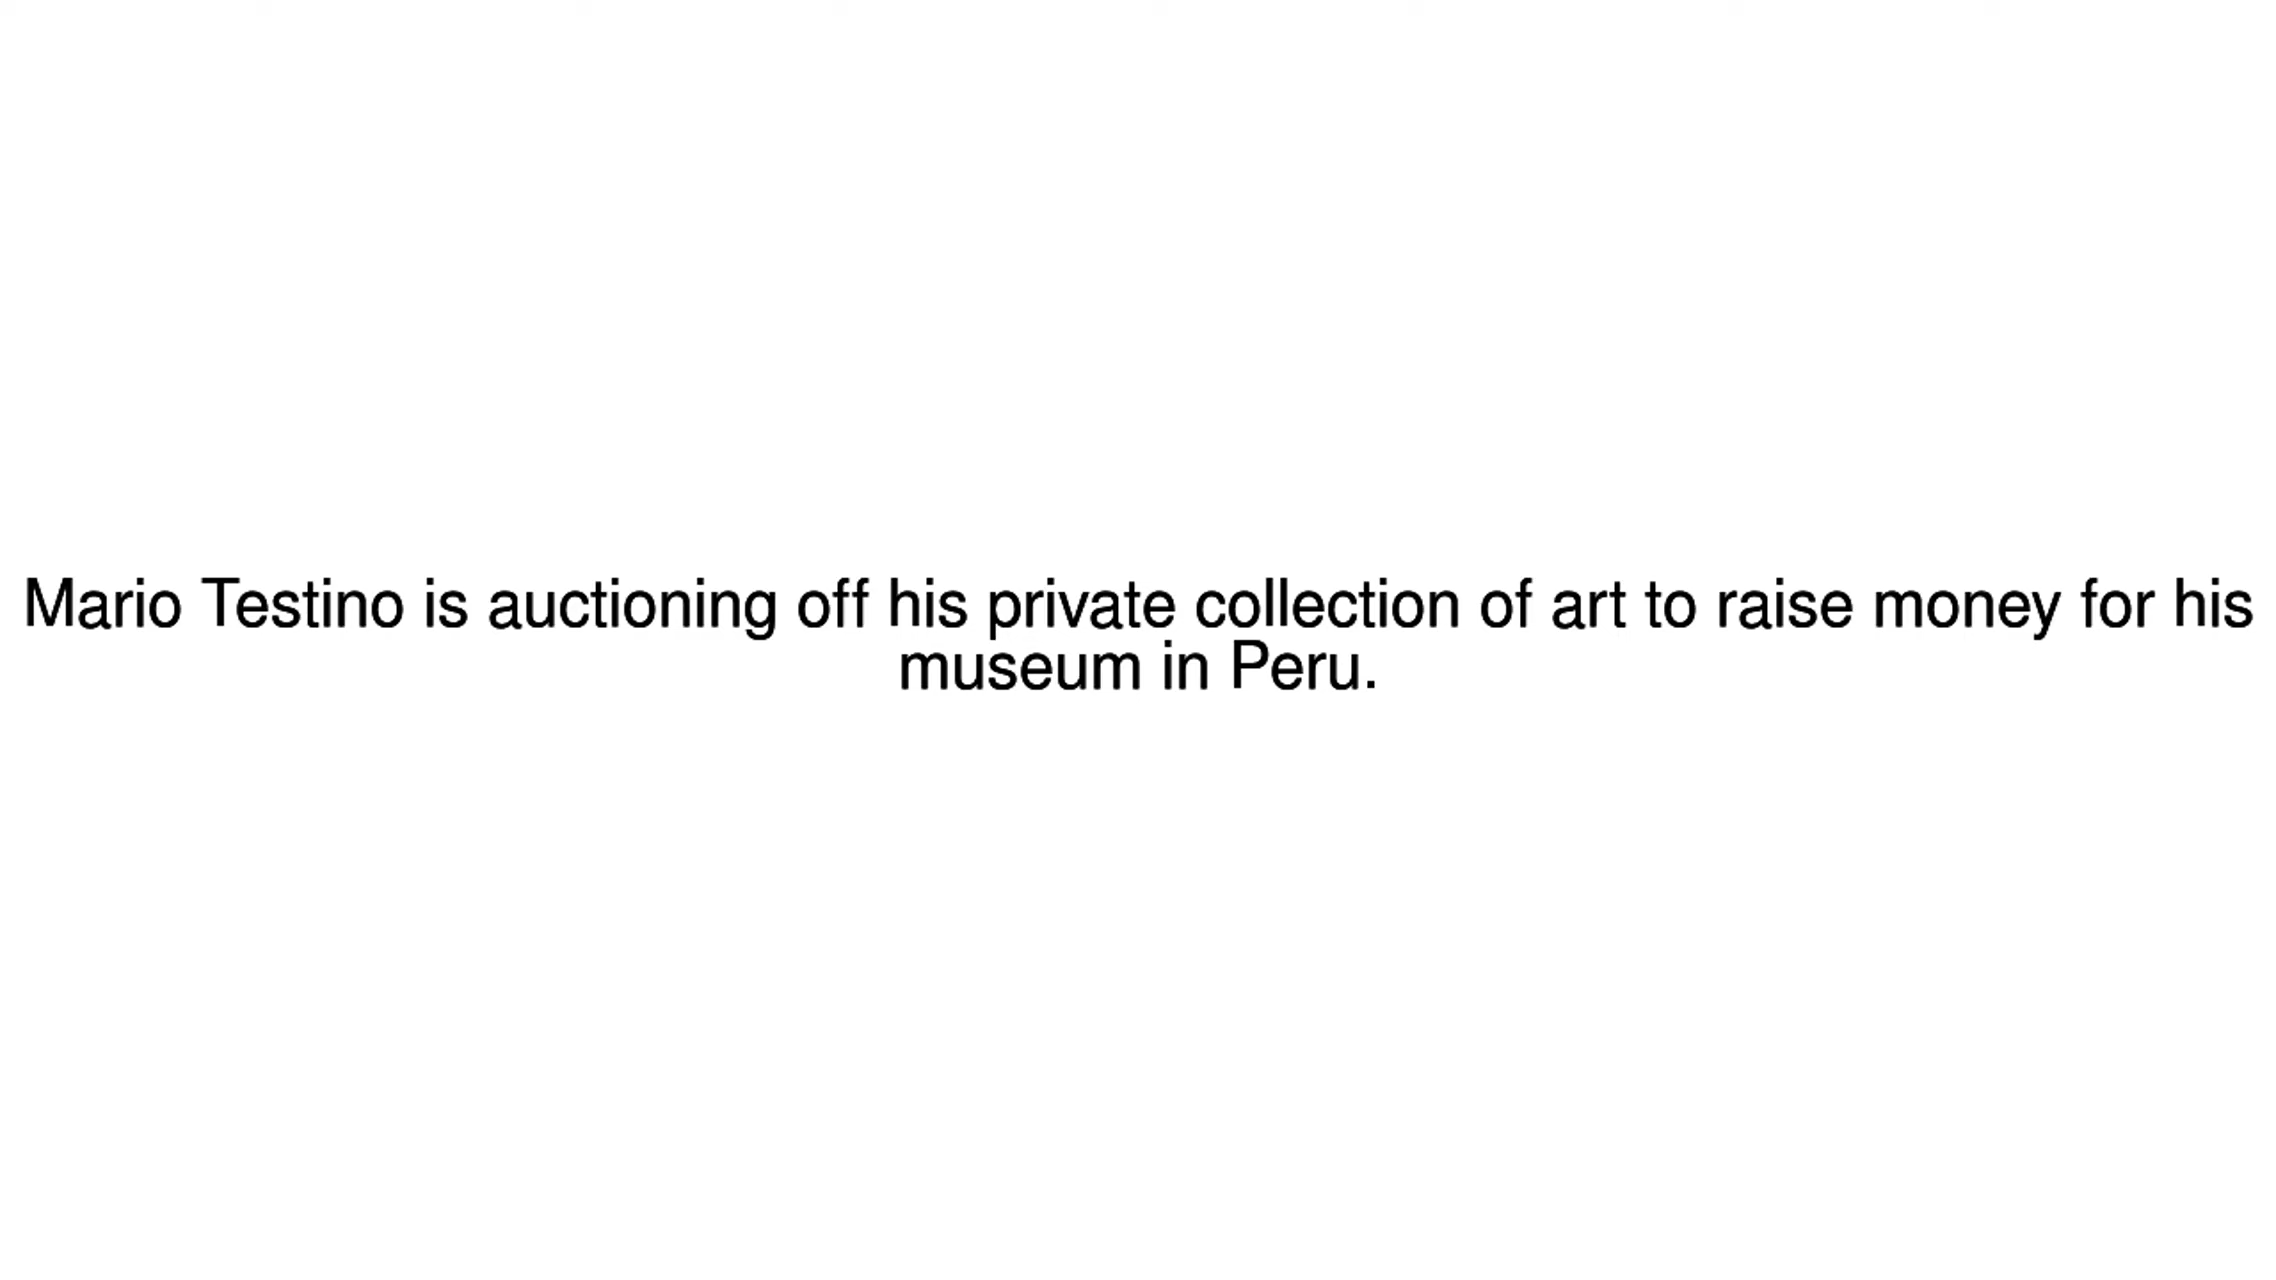 Mario Testino is auctioning off his private collection of art to raise money for his
museum in Peru.